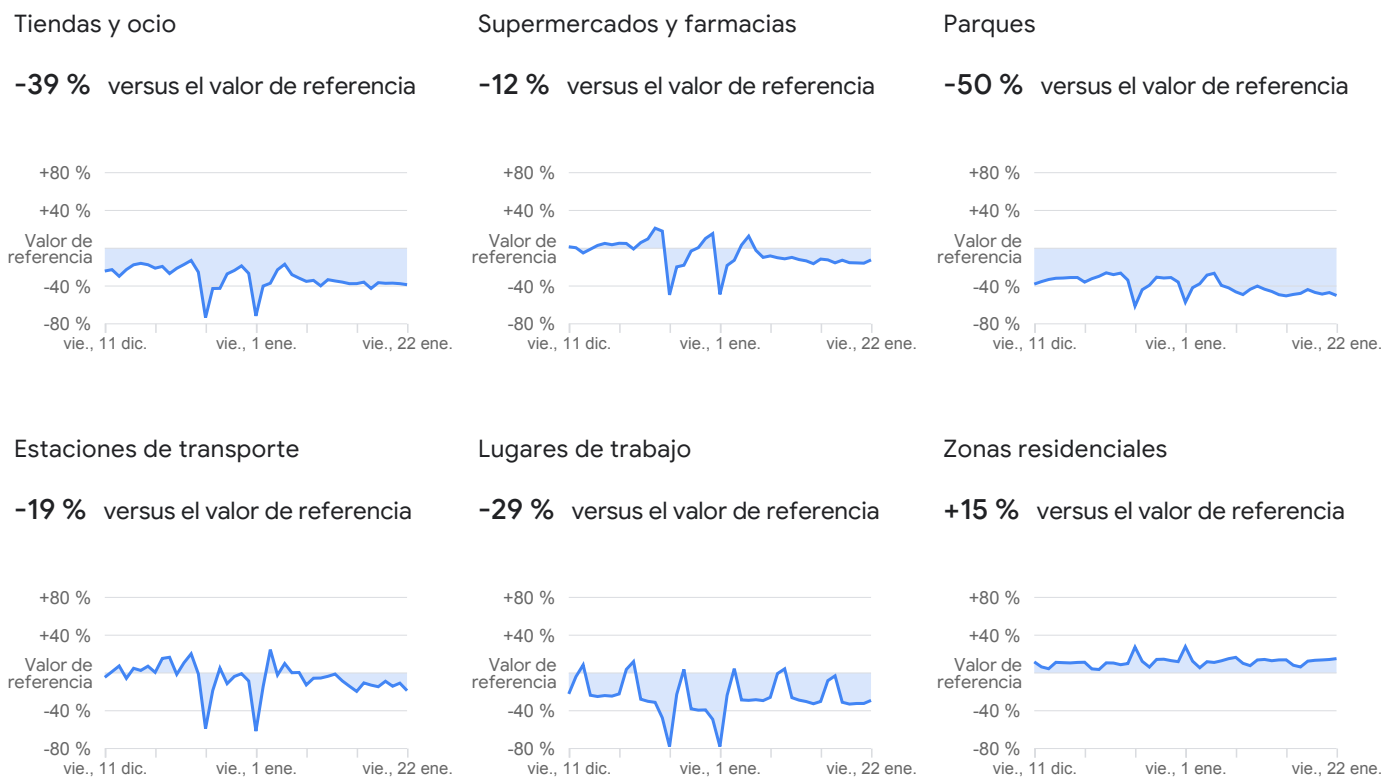 Tiendas y ocio
-39 % versus el valor de referencia
+80 %
+40 %
Valor de
referencia
-40 %
-80 %
vie., 11 dic. vie., 1 ene. vie., 22 ene.
Supermercados y farmacias
-12 % versus el valor de referencia
+80 %
+40 %
Valor de
referencia
-40 %
-80 %
vie., 11 dic. vie., 1 ene. vie., 22 ene.
Parques
-50 % versus el valor de referencia
+80 %
+40 %
Valor de
referencia
-40 %
-80 %
vie., 11 dic. vie., 1 ene. vie., 22 ene.
Estaciones de transporte
-19 % versus el valor de referencia
+80 %
+40 %
Valor de
referencia
-40 %
-80 %
vie., 11 dic. vie., 1 ene. vie., 22 ene.
Lugares de trabajo
-29 % versus el valor de referencia
+80 %
+40 %
Valor de
referencia
-40 %
-80 %
vie., 11 dic. vie., 1 ene. vie., 22 ene.
Zonas residenciales
+15 % versus el valor de referencia
+80 %
+40 %
Valor de
referencia
-40 %
-80 %
vie., 11 dic. vie., 1 ene. vie., 22 ene.